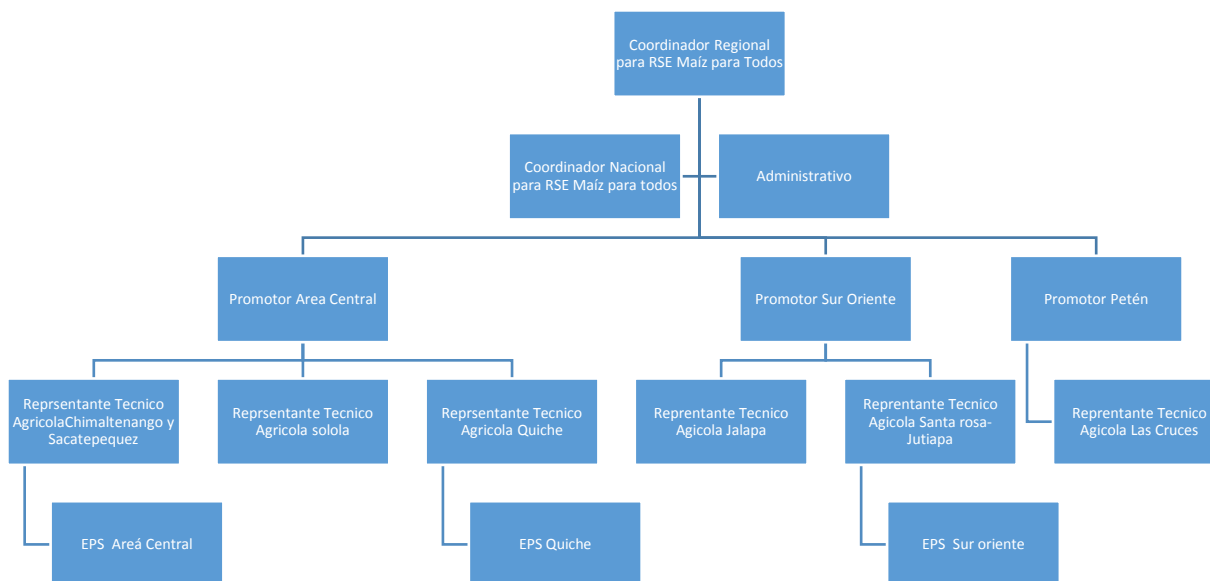 Coordinador Regional
para RSE Maíz para Todos
Coordinador Nacional
para RSE Maíz para todos
Administrativo
Promotor Area Central
Promotor Sur Oriente
Promotor Petén
Reprsentante Tecnico
AgricolaChimaltenango y
Sacatepequez
Reprsentante Tecnico
Agricola solola
Reprsentante Tecnico
Agricola Quiche
Reprentante Tecnico
Agicola Jalapa
Reprentante Tecnico
Agicola Santa rosa-
Jutiapa
Reprentante Tecnico
Agicola Las Cruces
EPS Areá Central
EPS Quiche
EPS Sur oriente